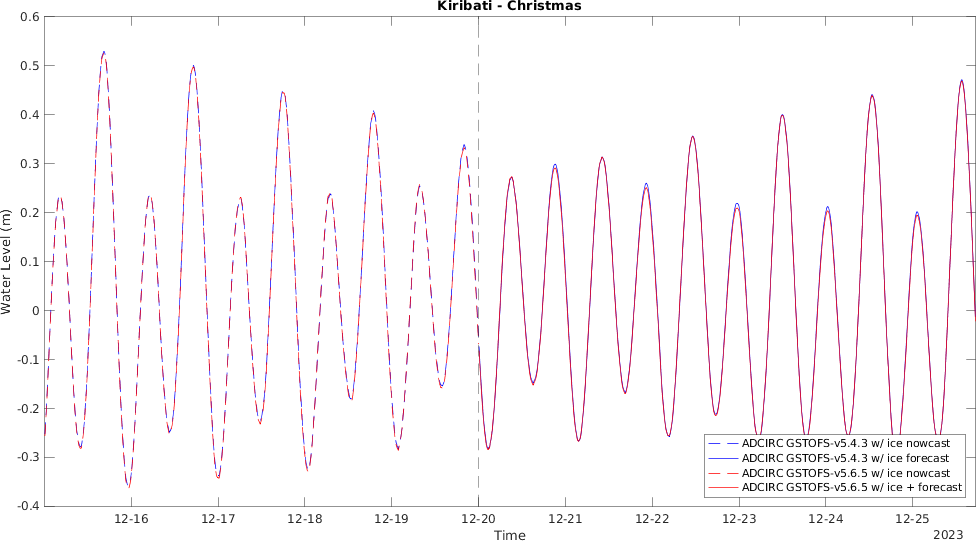 Kiribati - Christmas
0.6
0.5
0.4
0.3
0.2
0.1
0
-0.1
-0.2
-0.3
-0.4
Water Level (m)
ADCIRC GSTOFS-v5.4.3 w/ ice nowcast
ADCIRC GSTOFS-v5.4.3 w/ ice forecast
ADCIRC GSTOFS-v5.6.5 w/ ice nowcast
ADCIRC GSTOFS-v5.6.5 w/ ice + forecast
12-16 12-17 12-18 12-19 12-20 12-21 12-22 12-23 12-24 12-25
Time
2023